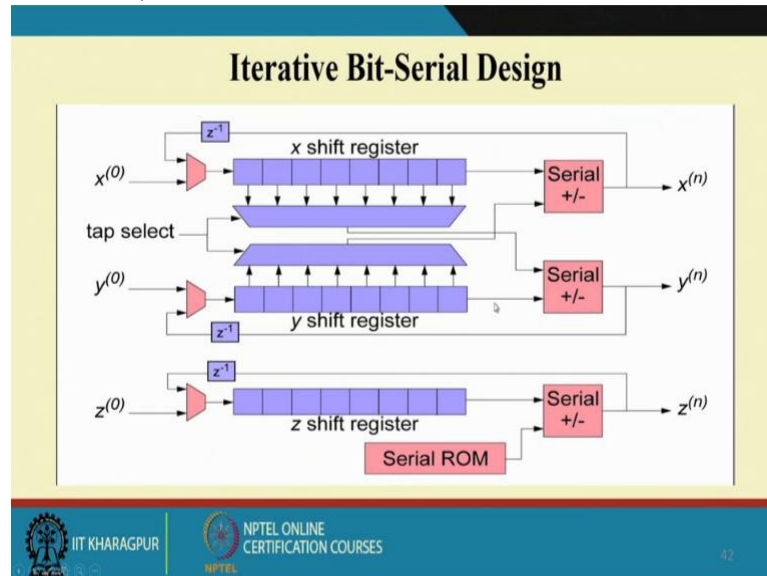 Iterative Bit-Serial Design
z⁻¹
x shift register
x⁽⁰⁾
Serial
+/-
x⁽ⁿ⁾
tap select
y⁽⁰⁾
Serial
+/-
y⁽ⁿ⁾
y shift register
z⁻¹
z⁻¹
z⁽⁰⁾
Serial
+/-
z⁽ⁿ⁾
z shift register
Serial ROM
IIT KHARAGPUR
NPTEL
NPTEL ONLINE
CERTIFICATION COURSES
42